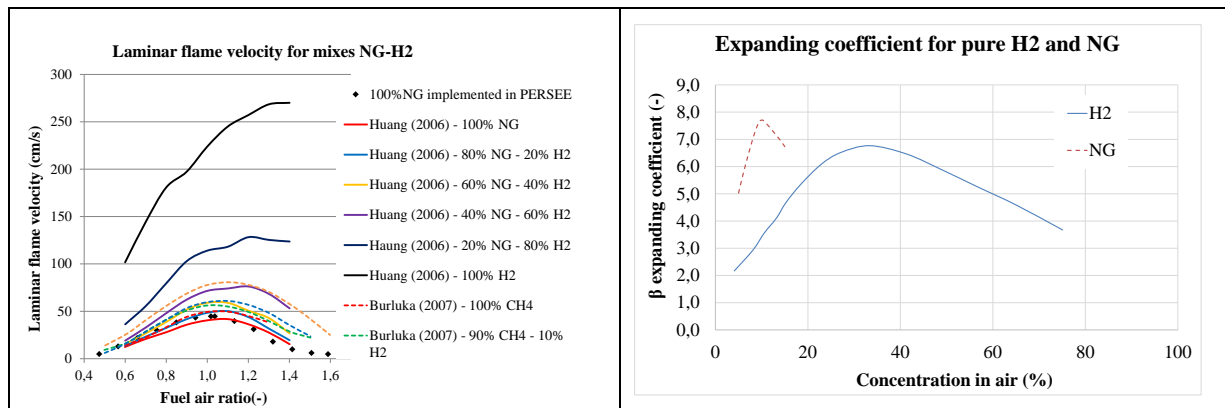 Laminar flame velocity for mixes NG-H2
Laminar flame velocity (cm/s)
300
250
200
150
100
50
0
0,4 0,6 0,8 1,0 1,2 1,4 1,6
Fuel air ratio(-)
100%NG implemented in PERSEE
Huang (2006) - 100% NG
Huang (2006) - 80% NG - 20% H2
Huang (2006) - 60% NG - 40% H2
Huang (2006) - 40% NG - 60% H2
Haung (2006) - 20% NG - 80% H2
Huang (2006) - 100% H2
Burluka (2007) - 100% CH4
Burluka (2007) - 90% CH4 - 10%
H2
Expanding coefficient for pure H2 and NG
β expanding coefficient (-)
9,0
8,0
7,0
6,0
5,0
4,0
3,0
2,0
1,0
0,0
0 20 40 60 80 100
Concentration in air (%)
H2
NG